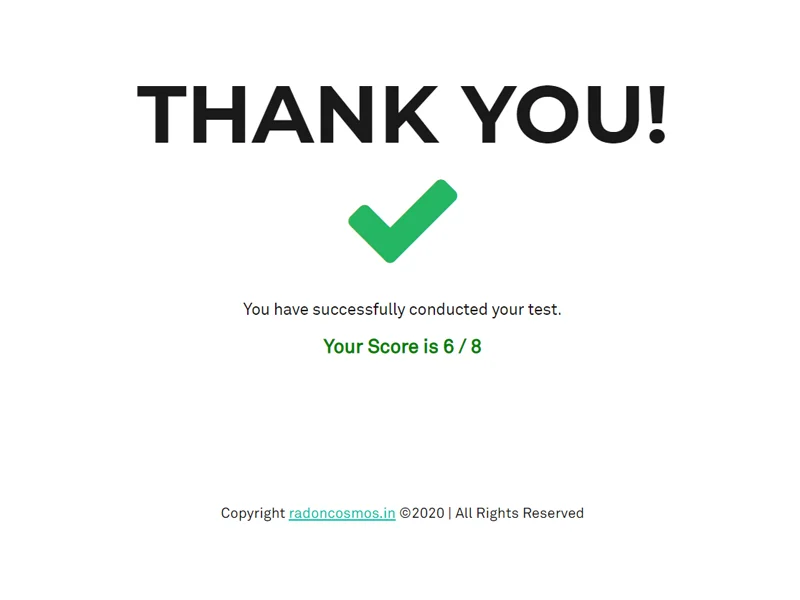 THANK YOU!
You have successfully conducted your test.
Your Score is 6 / 8
Copyright radoncosmos.in ©2020 | All Rights Reserved